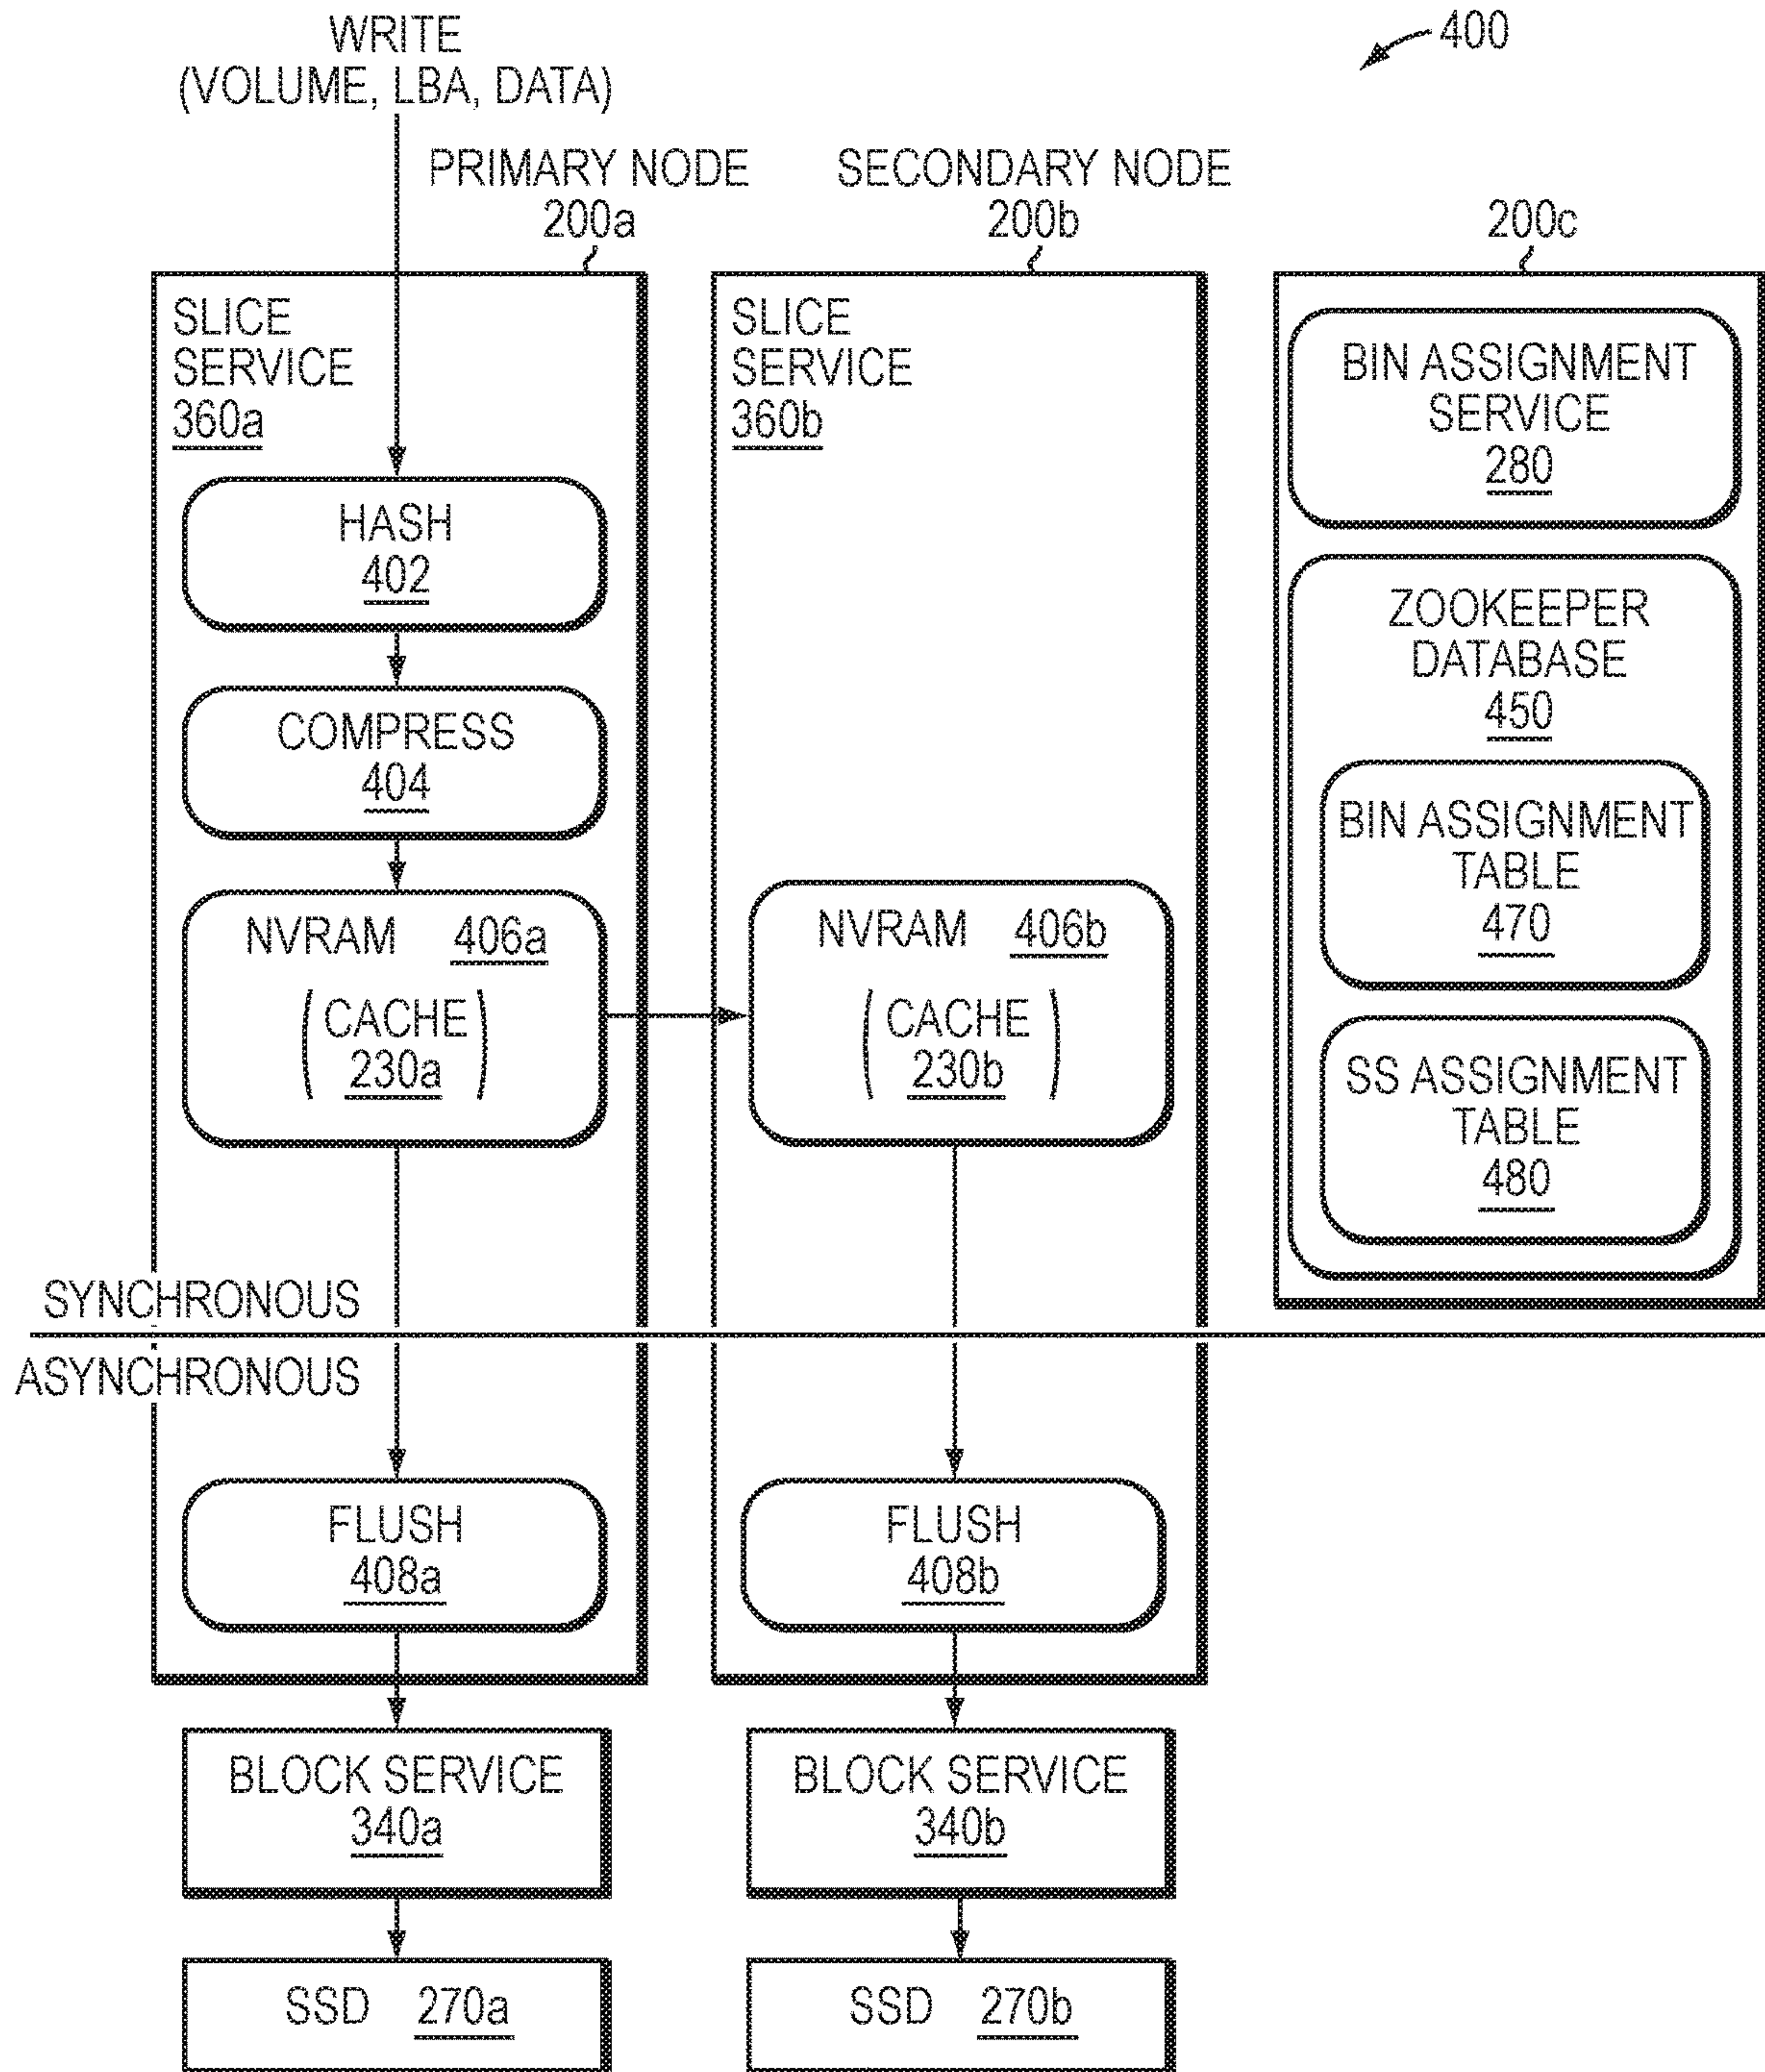 WRITE
(VOLUME, LBA, DATA)
400
PRIMARY NODE
200a
SECONDARY NODE
200b
200c
SLICE
SERVICE
360a
HASH
402
COMPRESS
404
NVRAM 406a
(CACHE
230a)
SLICE
SERVICE
360b
NVRAM 406b
(CACHE
230b)
BIN ASSIGNMENT
SERVICE
280
ZOOKEEPER
DATABASE
450
BIN ASSIGNMENT
TABLE
470
SS ASSIGNMENT
TABLE
480
SYNCHRONOUS
ASYNCHRONOUS
FLUSH
408a
FLUSH
408b
BLOCK SERVICE
340a
BLOCK SERVICE
340b
SSD 270a
SSD 270b